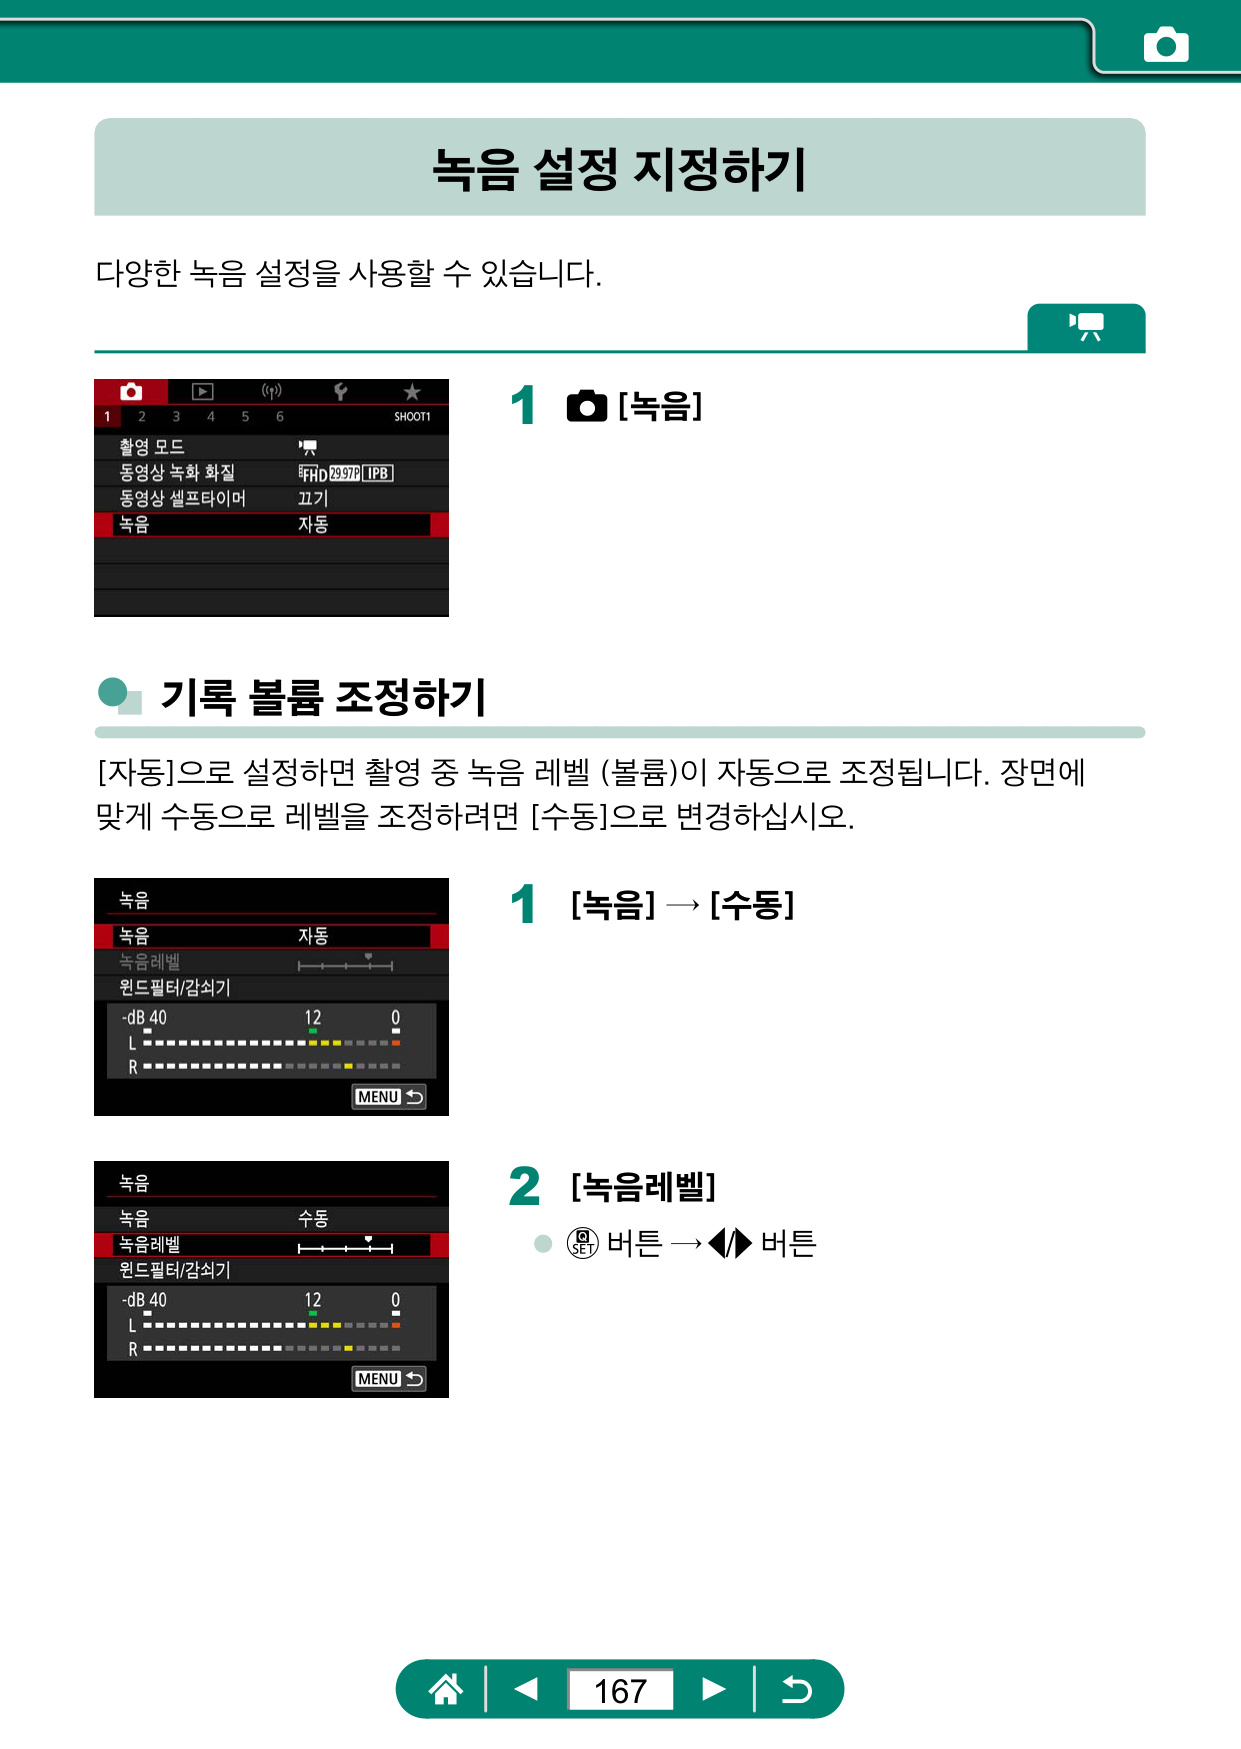 녹음 설정 지정하기
다양한 녹음 설정을 사용할 수 있습니다.
1 2 3 4 5 6 SHOOT1
촬영 모드
동영상 녹화 화질 FHD 29.97P IPB
동영상 셀프타이머 끄기
녹음 자동
1 [녹음]
기록 볼륨 조정하기
[자동]으로 설정하면 촬영 중 녹음 레벨 (볼륨)이 자동으로 조정됩니다. 장면에
맞게 수동으로 레벨을 조정하려면 [수동]으로 변경하십시오.
녹음
녹음 자동
녹음레벨
윈드필터/감쇠기
-dB 40 12 0
L
R
MENU
1 [녹음] → [수동]
녹음
녹음 수동
녹음레벨
윈드필터/감쇠기
-dB 40 12 0
L
R
MENU
2 [녹음레벨]
Q SET 버튼 → ◀/▶ 버튼
167